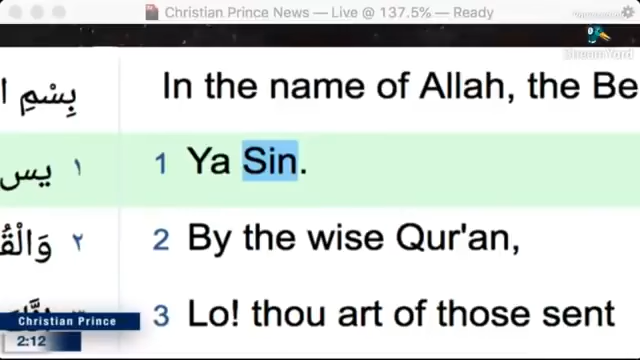 Christian Prince News — Live @ 137.5% — Ready
بِسْمِ
In the name of Allah, the Be
يس ١
1 Ya Sin.
٢
2 By the wise Qur'an,
3 Lo! thou art of those sent
Christian Prince
2:12